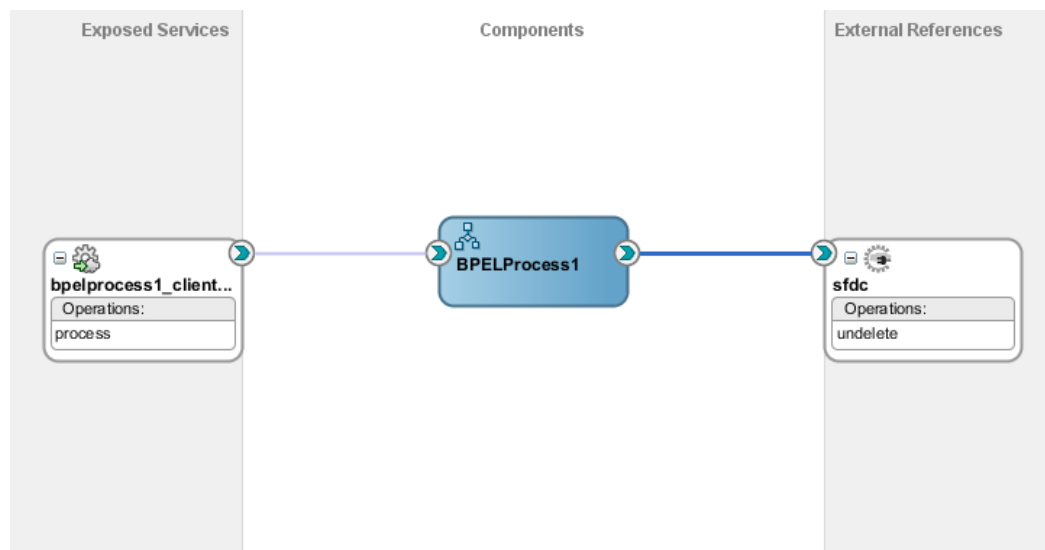 Exposed Services
Components
External References
bpelprocess1_client...
Operations:
process
BPELProcess1
sfdc
Operations:
undelete